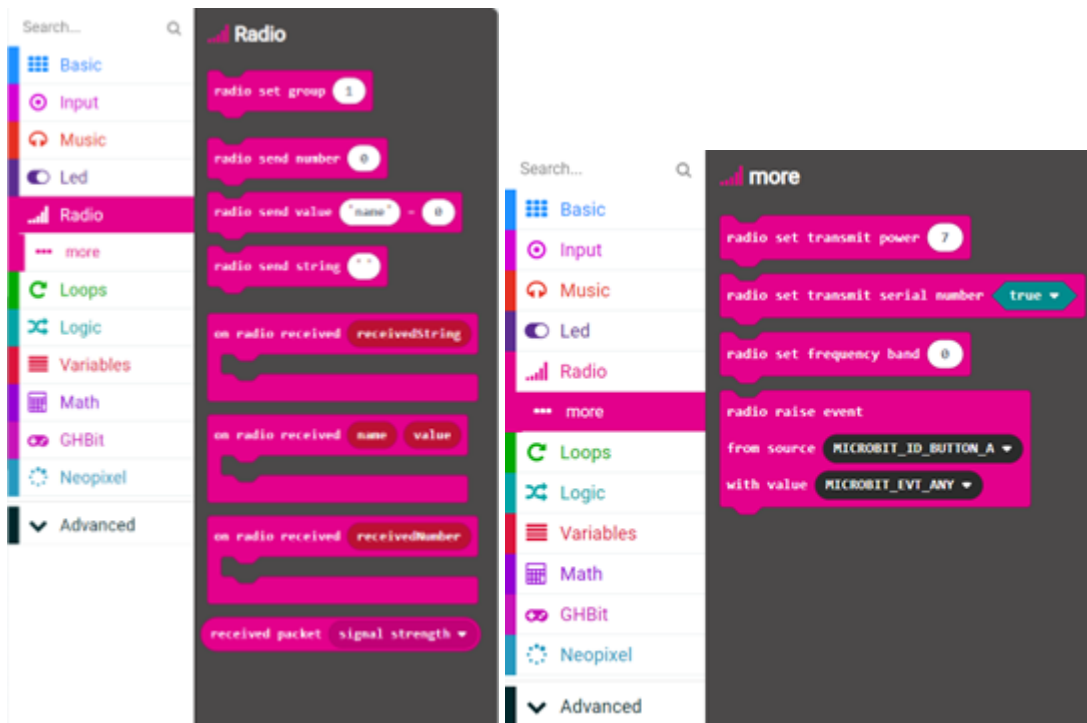 Search...
Basic
Input
Music
Led
Radio
more
Loops
Logic
Variables
Math
GHBit
Neopixel
Advanced
Radio
radio set group 1
radio send number 0
radio send value "name" = 0
radio send string " "
on radio received receivedString
on radio received name value
on radio received receivedNumber
received packet signal strength
Search...
Basic
Input
Music
Led
Radio
more
Loops
Logic
Variables
Math
GHBit
Neopixel
Advanced
more
radio set transmit power 7
radio set transmit serial number true
radio set frequency band 0
radio raise event
from source MICROBIT_ID_BUTTON_A
with value MICROBIT_EVT_ANY